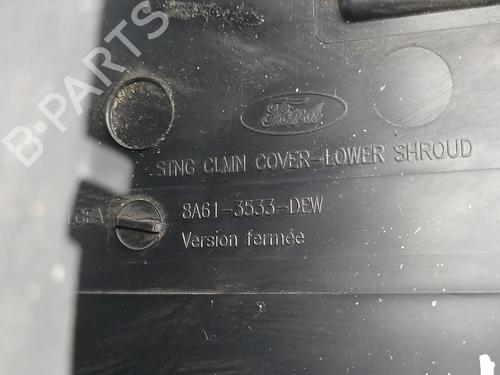 B-PARTS
Ford
STNG CLMN COVER-LOWER SHROUD
8A61-3533-DEW
Version fermée